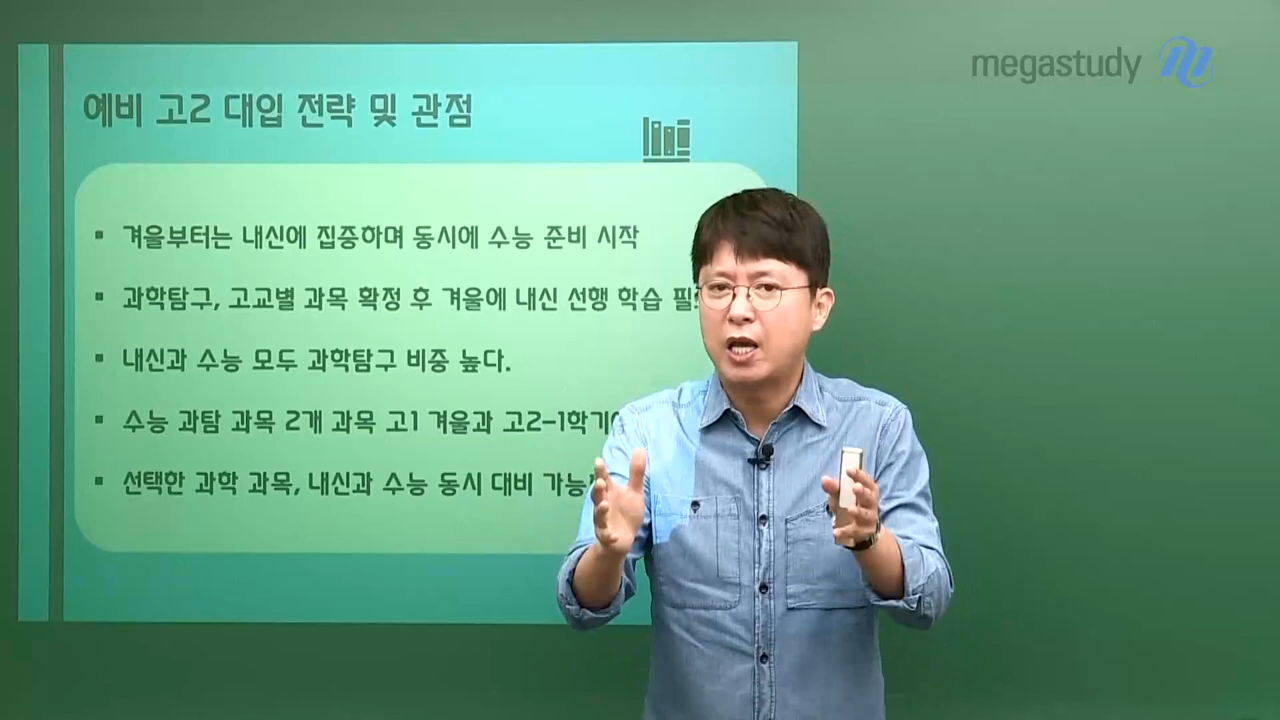 megastudy
예비 고2 대입 전략 및 관점
▪ 겨울부터는 내신에 집중하며 동시에 수능 준비 시작
▪ 과학탐구, 고교별 과목 확정 후 겨울에 내신 선행 학습
▪ 내신과 수능 모두 과학탐구 비중 높다.
▪ 수능 과탐 과목 2개 과목 고1 겨울과 고2-1학기
▪ 선택한 과학 과목, 내신과 수능 동시 대비 가능